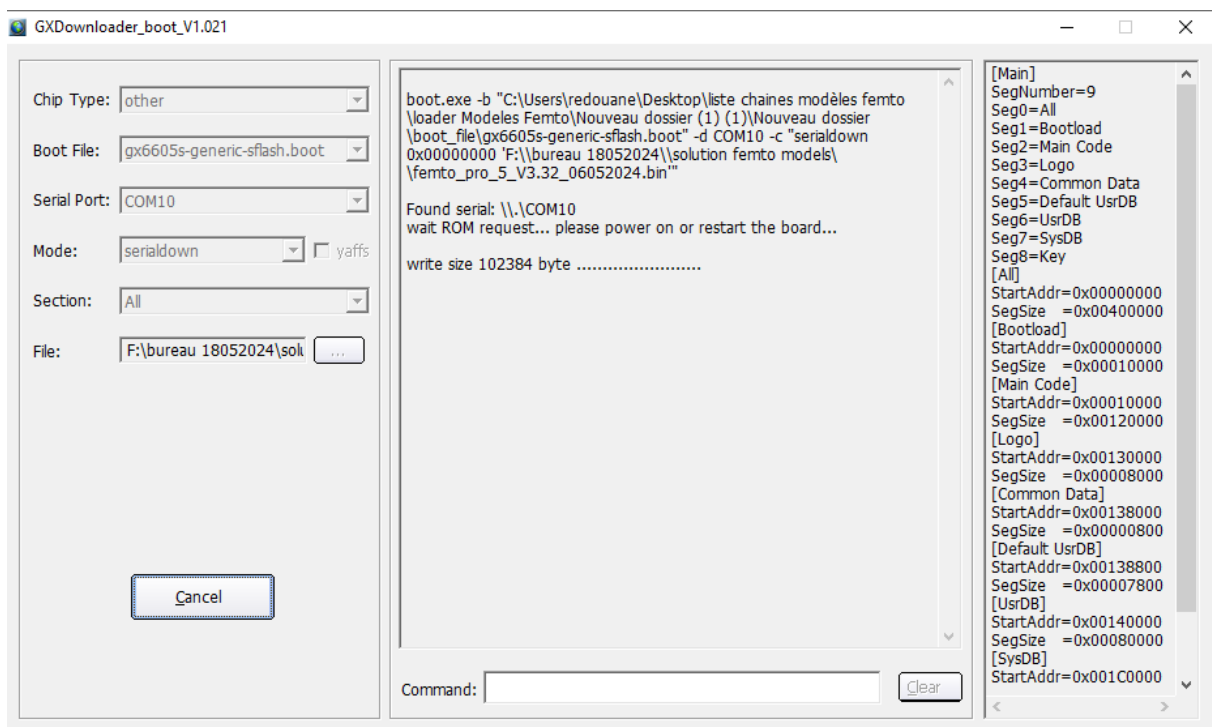 GXDownloader_boot_V1.021
Chip Type: other
Boot File: gx6605s-generic-sflash.boot
Serial Port: COM10
Mode: serialdown yaffs
Section: All
File: F:\bureau 18052024\solu ...
Cancel
boot.exe -b "C:\Users\redouane\Desktop\liste chaines modèles femto
\loader Modeles Femto\Nouveau dossier (1) (1)\Nouveau dossier
\boot_file\gx6605s-generic-sflash.boot" -d COM10 -c "serialdown
0x00000000 'F:\\bureau 18052024\\solution femto models\
\femto_pro_5_V3.32_06052024.bin'"
Found serial: \\.\COM10
wait ROM request... please power on or restart the board...
write size 102384 byte ........................
Command:
Clear
[Main]
SegNumber=9
Seg0=All
Seg1=Bootload
Seg2=Main Code
Seg3=Logo
Seg4=Common Data
Seg5=Default UsrDB
Seg6=UsrDB
Seg7=SysDB
Seg8=Key
[All]
StartAddr=0x00000000
SegSize =0x00400000
[Bootload]
StartAddr=0x00000000
SegSize =0x00010000
[Main Code]
StartAddr=0x00010000
SegSize =0x00120000
[Logo]
StartAddr=0x00130000
SegSize =0x00008000
[Common Data]
StartAddr=0x00138000
SegSize =0x00000800
[Default UsrDB]
StartAddr=0x00138800
SegSize =0x00007800
[UsrDB]
StartAddr=0x00140000
SegSize =0x00080000
[SysDB]
StartAddr=0x001C0000